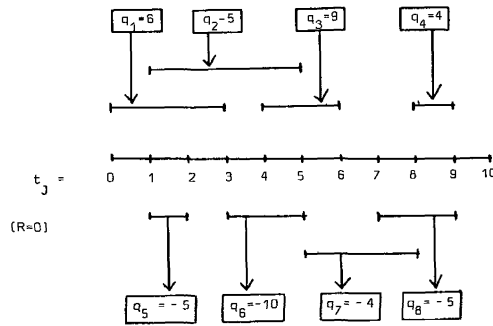 q1=6 q2-5 q3=9 q4=4
tJ = 0 1 2 3 4 5 6 7 8 9 10
(R=0)
q5 = - 5 q6=-10 q7= - 4 q8= - 5